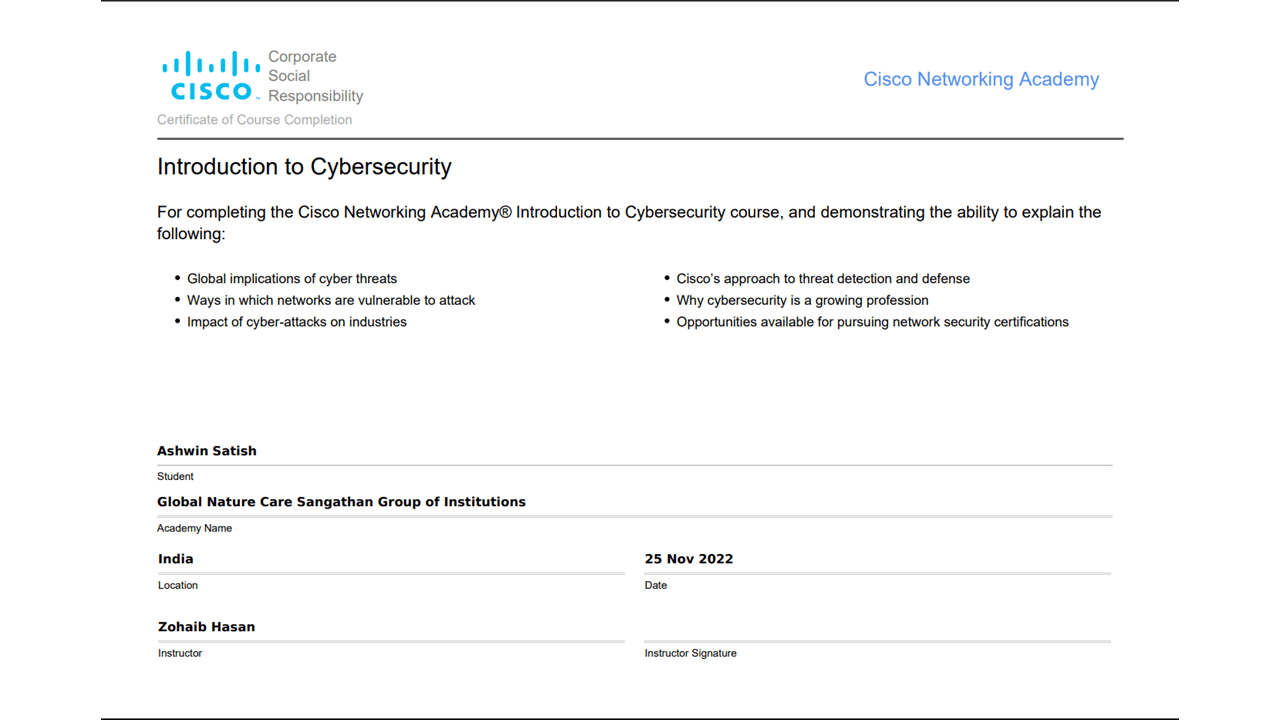 Corporate
Social
Responsibility
CISCO™
Cisco Networking Academy
Certificate of Course Completion
Introduction to Cybersecurity
For completing the Cisco Networking Academy® Introduction to Cybersecurity course, and demonstrating the ability to explain the
following:
• Global implications of cyber threats
• Ways in which networks are vulnerable to attack
• Impact of cyber-attacks on industries
• Cisco’s approach to threat detection and defense
• Why cybersecurity is a growing profession
• Opportunities available for pursuing network security certifications
Ashwin Satish
Student
Global Nature Care Sangathan Group of Institutions
Academy Name
India
Location
25 Nov 2022
Date
Zohaib Hasan
Instructor
Instructor Signature